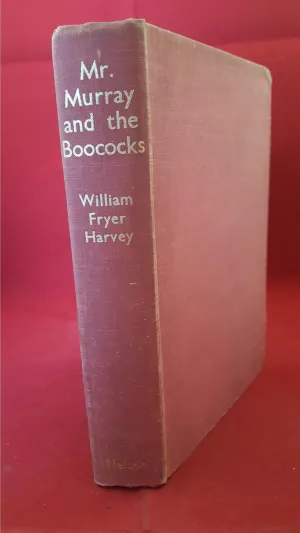 Mr.
Murray
and the
Boococks
William
Fryer
Harvey
Nelson